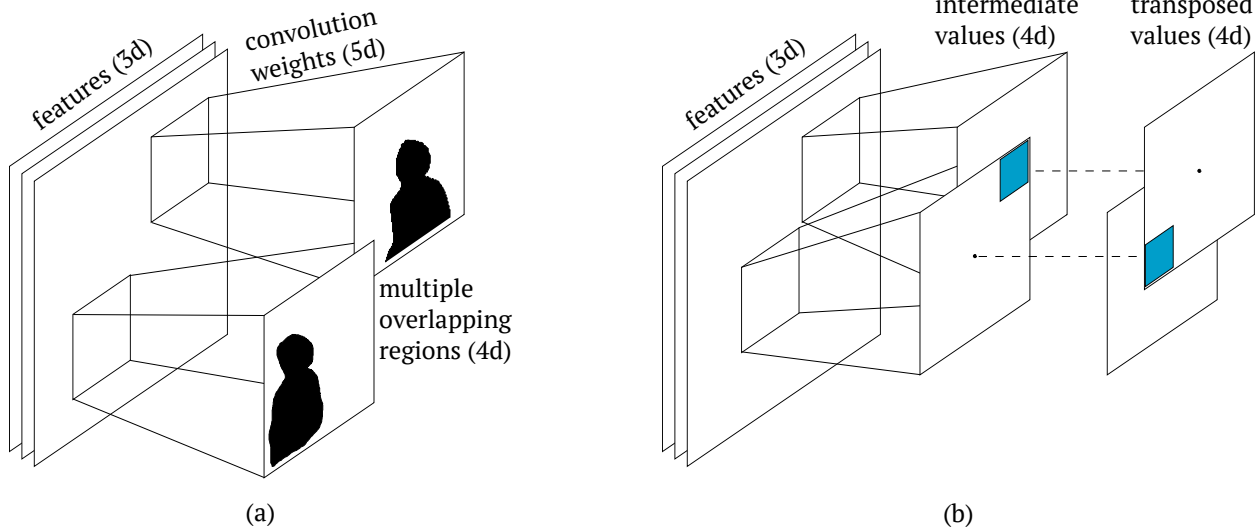 features (3d)
convolution
weights (5d)
multiple
overlapping
regions (4d)
(a)
features (3d)
intermediate
values (4d)
transposed
values (4d)
(b)